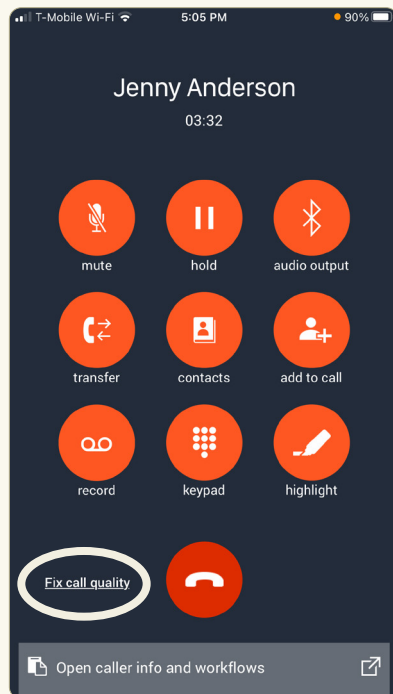 T-Mobile Wi-Fi 5:05 PM 90%
Jenny Anderson
03:32
mute hold audio output
transfer contacts add to call
record keypad highlight
Fix call quality
Open caller info and workflows